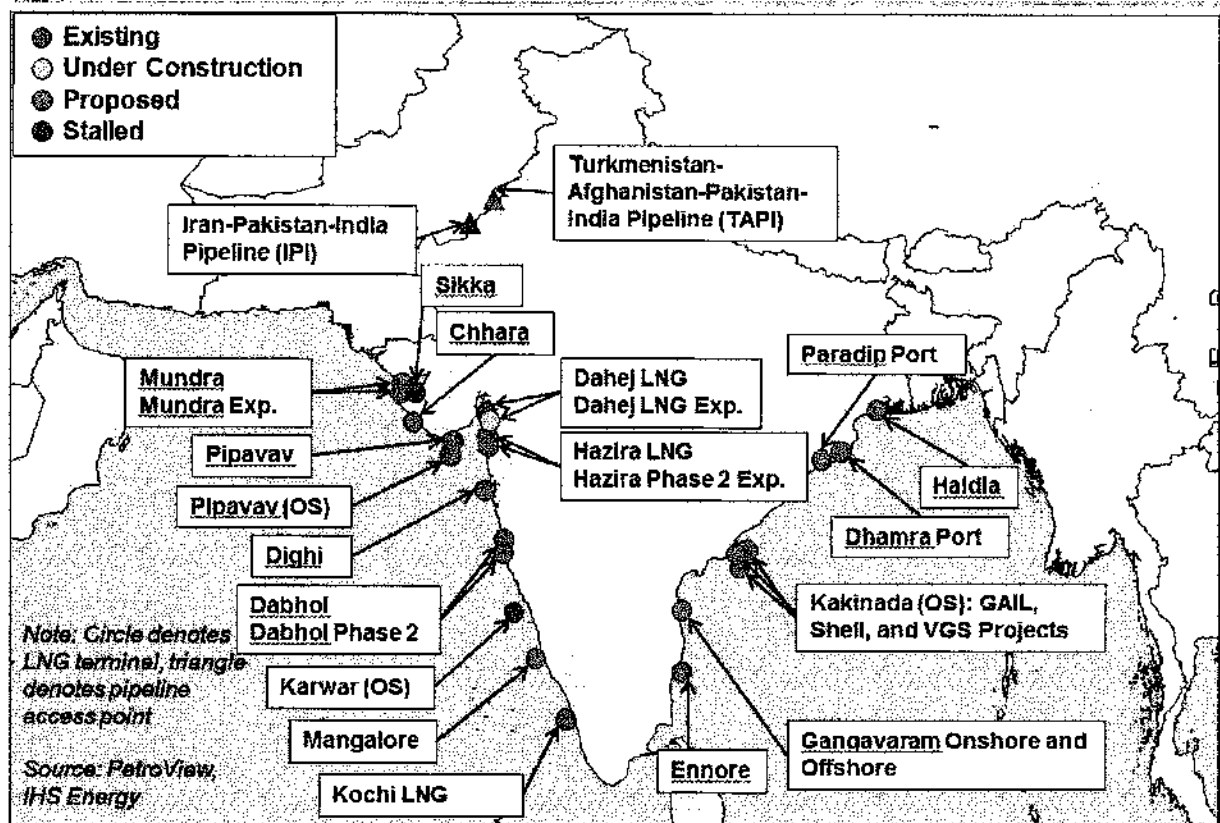 Existing
Under Construction
Proposed
Stalled
Turkmenistan-
Afghanistan-Pakistan-
India Pipeline (TAPI)
Iran-Pakistan-India
Pipeline (IPI)
Sikka
Chhara
Paradip Port
Mundra
Mundra Exp.
Dahej LNG
Dahej LNG Exp.
Pipavav
Hazira LNG
Hazira Phase 2 Exp.
Haldia
Pipavav (OS)
Dhamra Port
Dighi
Dabhol
Dabhol Phase 2
Kakinada (OS): GAIL,
Shell, and VGS Projects
Note: Circle denotes
LNG terminal, triangle
denotes pipeline
access point
Karwar (OS)
Mangalore
Gangavaram Onshore and
Offshore
Ennore
Source: PetroView,
IHS Energy
Kochi LNG